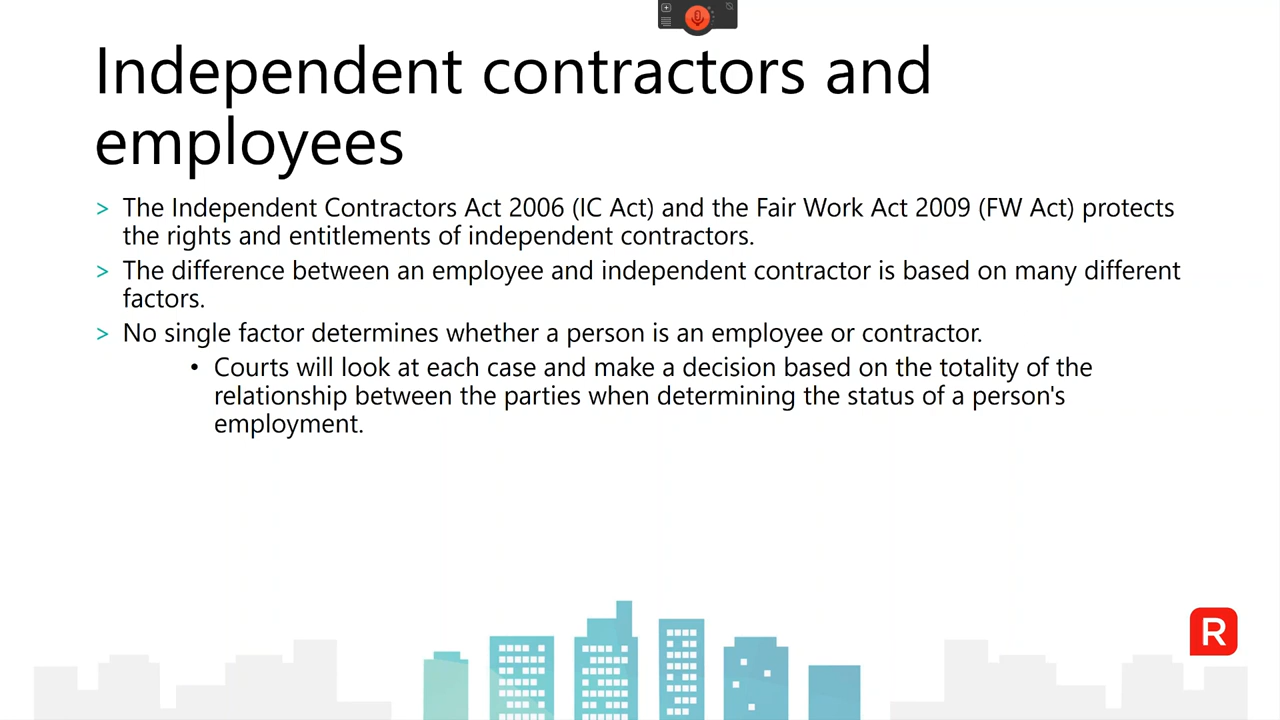 Independent contractors and
employees
> The Independent Contractors Act 2006 (IC Act) and the Fair Work Act 2009 (FW Act) protects
the rights and entitlements of independent contractors.
> The difference between an employee and independent contractor is based on many different
factors.
> No single factor determines whether a person is an employee or contractor.
• Courts will look at each case and make a decision based on the totality of the
relationship between the parties when determining the status of a person's
employment.
R